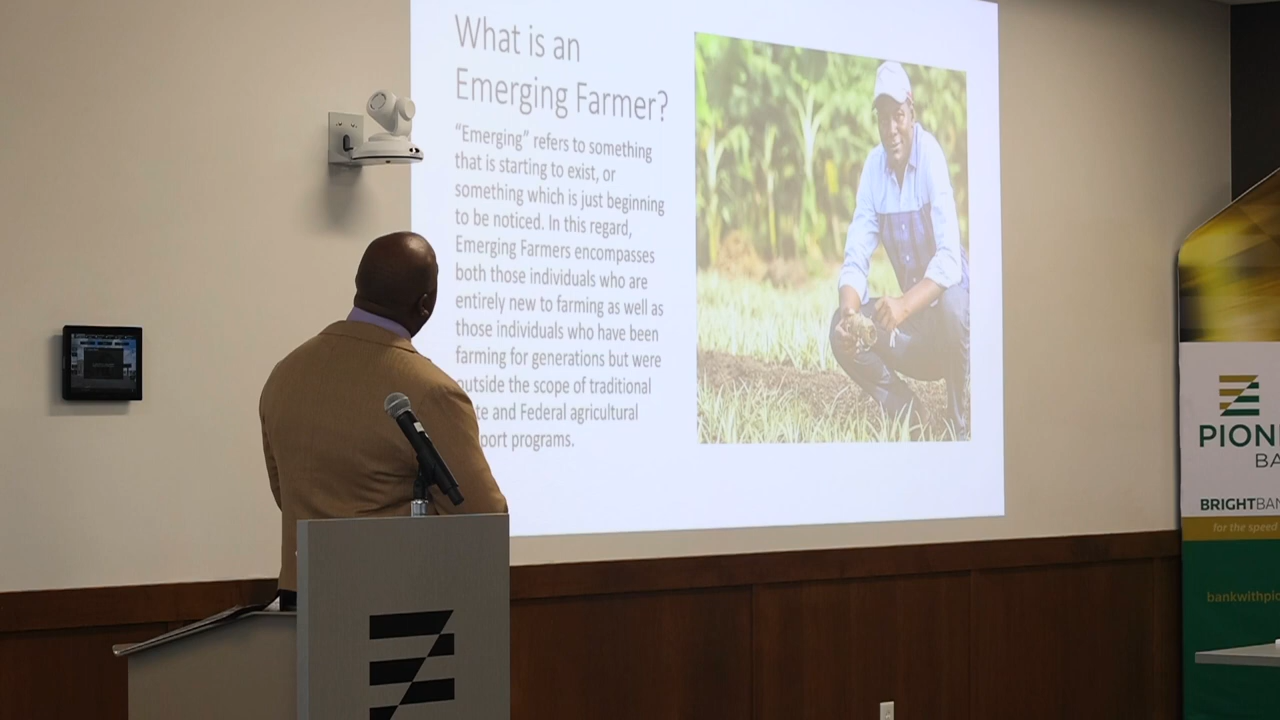 What is an
Emerging Farmer?
“Emerging” refers to something
that is starting to exist, or
something which is just beginning
to be noticed. In this regard,
Emerging Farmers encompasses
both those individuals who are
entirely new to farming as well as
those individuals who have been
farming for generations but were
outside the scope of traditional
te and Federal agricultural
port programs.
PION
BA
BRIGHTBAN
for the speed
bankwithpio